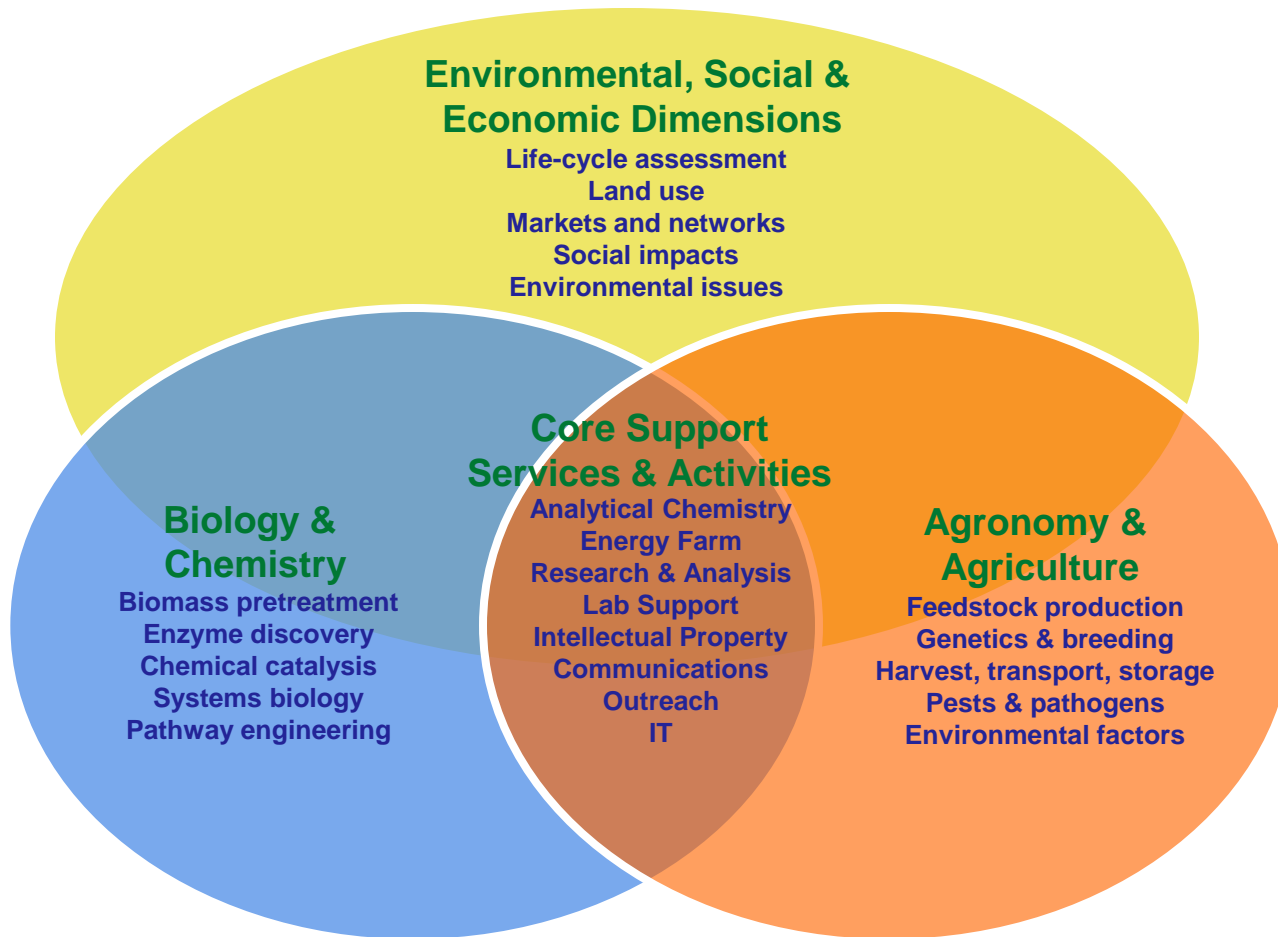 Environmental, Social &
Economic Dimensions
Life-cycle assessment
Land use
Markets and networks
Social impacts
Environmental issues
Core Support
Services & Activities
Analytical Chemistry
Energy Farm
Research & Analysis
Lab Support
Intellectual Property
Communications
Outreach
IT
Biology &
Chemistry
Biomass pretreatment
Enzyme discovery
Chemical catalysis
Systems biology
Pathway engineering
Agronomy &
Agriculture
Feedstock production
Genetics & breeding
Harvest, transport, storage
Pests & pathogens
Environmental factors